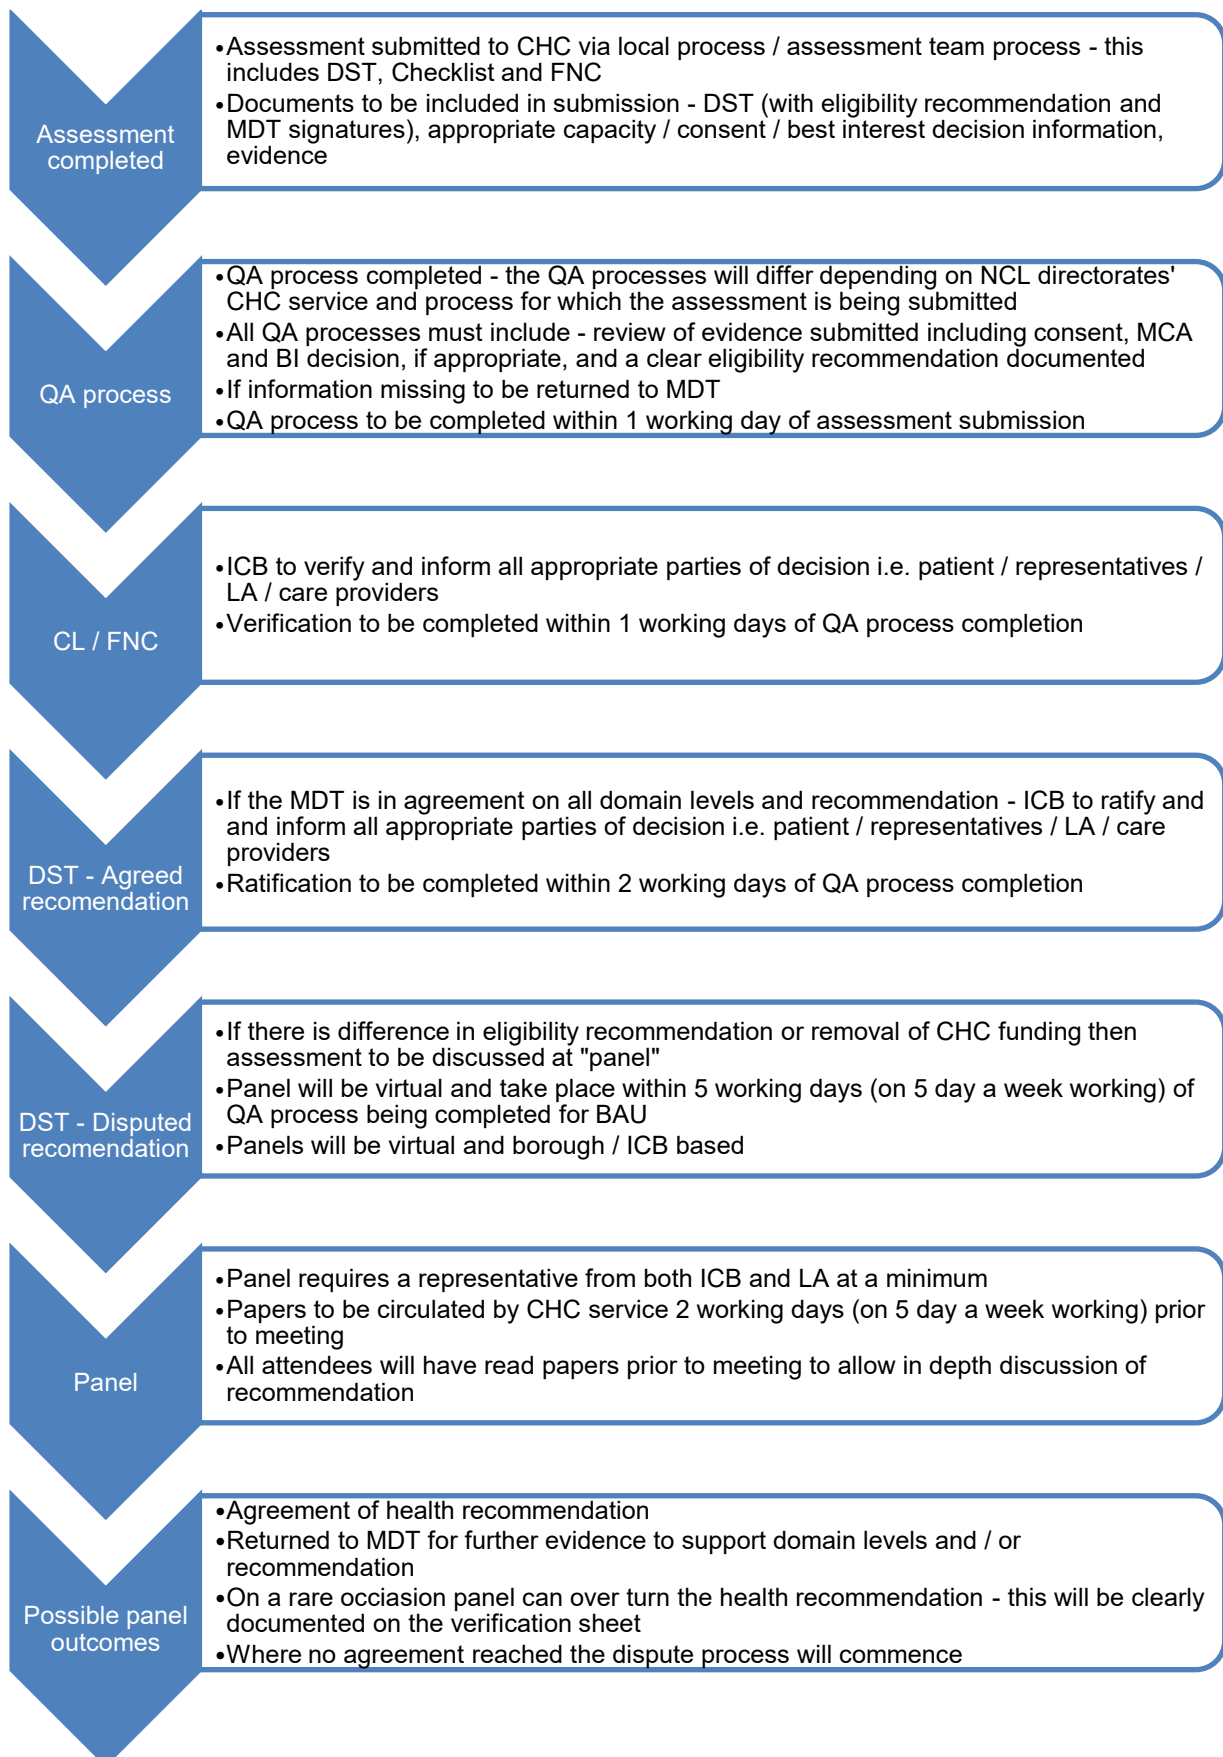 Assessment
completed
•Assessment submitted to CHC via local process / assessment team process - this
includes DST, Checklist and FNC
•Documents to be included in submission - DST (with eligibility recommendation and
MDT signatures), appropriate capacity / consent / best interest decision information,
evidence
QA process
•QA process completed - the QA processes will differ depending on NCL directorates'
CHC service and process for which the assessment is being submitted
•All QA processes must include - review of evidence submitted including consent, MCA
and BI decision, if appropriate, and a clear eligibility recommendation documented
•If information missing to be returned to MDT
•QA process to be completed within 1 working day of assessment submission
CL / FNC
•ICB to verify and inform all appropriate parties of decision i.e. patient / representatives /
LA / care providers
•Verification to be completed within 1 working days of QA process completion
DST - Agreed
recomendation
•If the MDT is in agreement on all domain levels and recommendation - ICB to ratify and
and inform all appropriate parties of decision i.e. patient / representatives / LA / care
providers
•Ratification to be completed within 2 working days of QA process completion
DST - Disputed
recomendation
•If there is difference in eligibility recommendation or removal of CHC funding then
assessment to be discussed at "panel"
•Panel will be virtual and take place within 5 working days (on 5 day a week working) of
QA process being completed for BAU
•Panels will be virtual and borough / ICB based
Panel
•Panel requires a representative from both ICB and LA at a minimum
•Papers to be circulated by CHC service 2 working days (on 5 day a week working) prior
to meeting
•All attendees will have read papers prior to meeting to allow in depth discussion of
recommendation
Possible panel
outcomes
•Agreement of health recommendation
•Returned to MDT for further evidence to support domain levels and / or
recommendation
•On a rare occiasion panel can over turn the health recommendation - this will be clearly
documented on the verification sheet
•Where no agreement reached the dispute process will commence